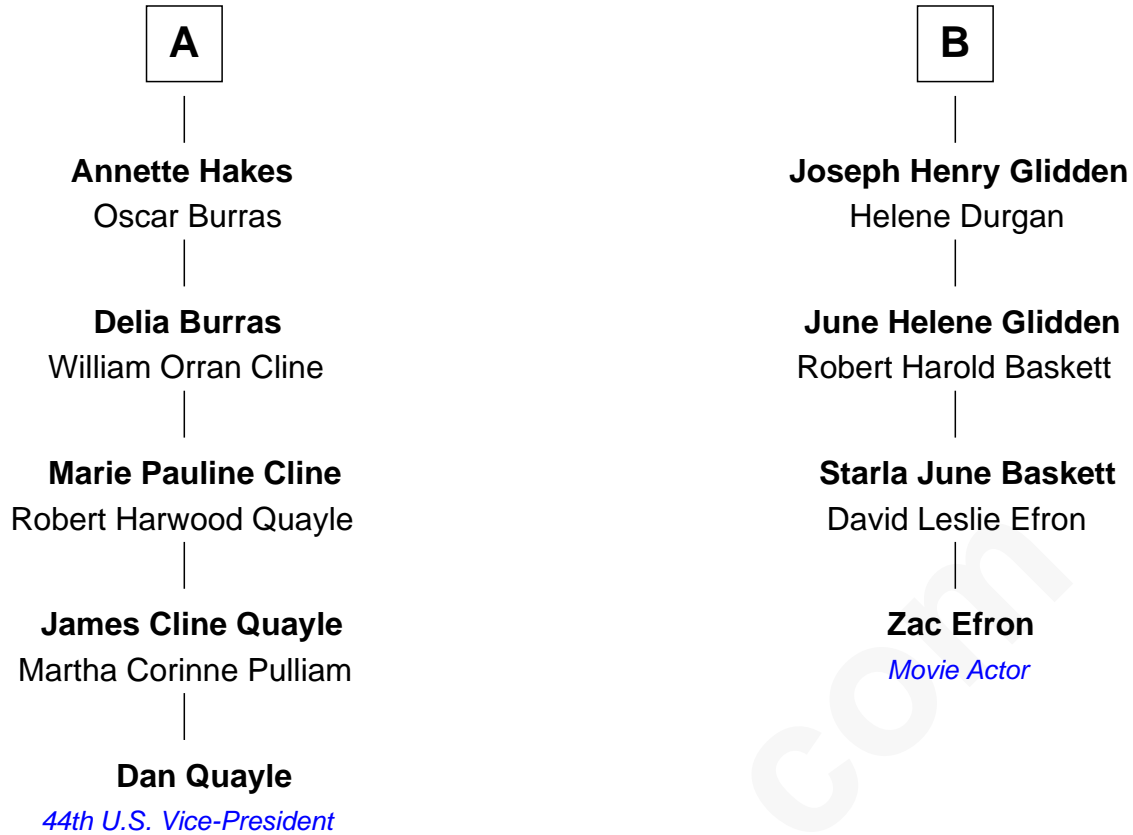 A
Annette Hakes
Oscar Burras
Delia Burras
William Orran Cline
Marie Pauline Cline
Robert Harwood Quayle
James Cline Quayle
Martha Corinne Pulliam
Dan Quayle
44th U.S. Vice-President
B
Joseph Henry Glidden
Helene Durgan
June Helene Glidden
Robert Harold Baskett
Starla June Baskett
David Leslie Efron
Zac Efron
Movie Actor
com